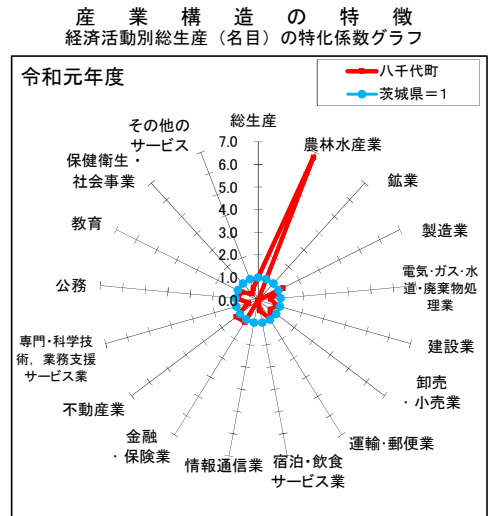 産業構造の特徴
経済活動別総生産（名目）の特化係数グラフ
令和元年度
八千代町
茨城県＝1
総生産
農林水産業
鉱業
製造業
電気・ガス・水
道・廃棄物処
理業
建設業
卸売
・小売業
運輸・郵便業
宿泊・飲食
サービス業
情報通信業
金融
・保険業
不動産業
専門・科学技
術，業務支援
サービス業
公務
教育
保健衛生・
社会事業
その他の
サービス
7.0
6.0
5.0
4.0
3.0
2.0
1.0
0.0